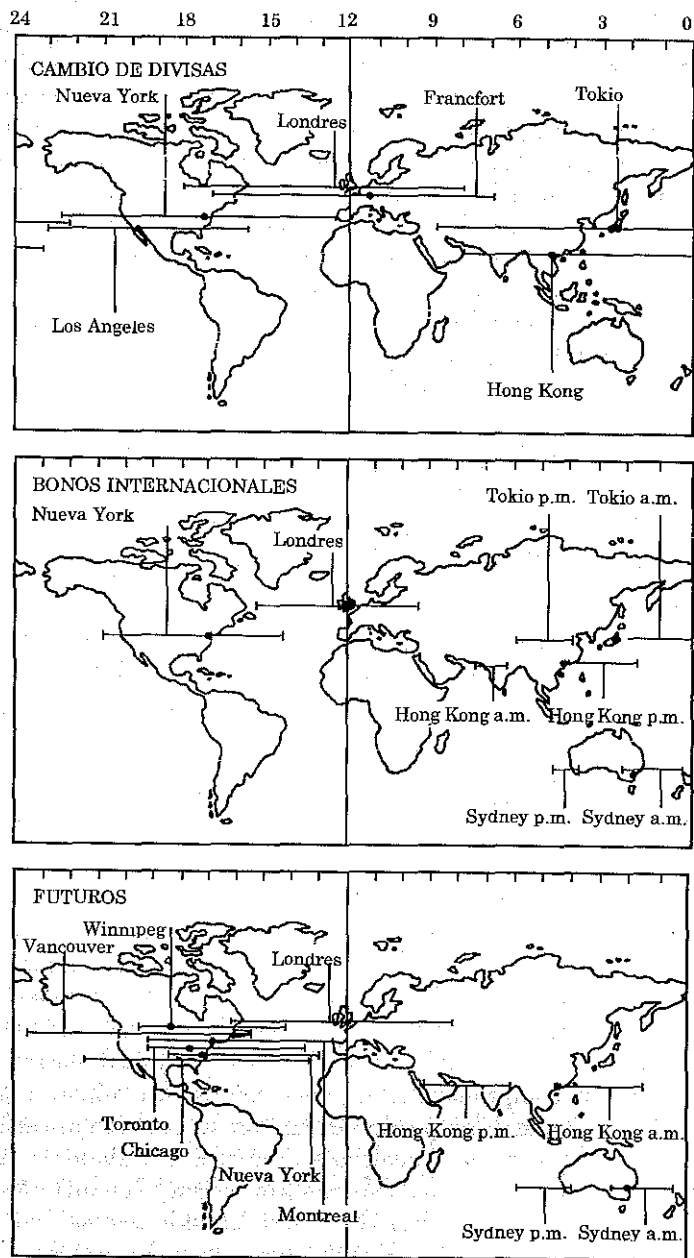 24 21 18 15 12 9 6 3 0
CAMBIO DE DIVISAS
Nueva York
Londres
Francfort
Tokio
Los Angeles
Hong Kong
BONOS INTERNACIONALES
Tokio p.m. Tokio a.m.
Nueva York
Londres
Hong Kong a.m. Hong Kong p.m.
Sydney p.m. Sydney a.m.
FUTUROS
Winnipeg
Vancouver
Londres
Toronto
Chicago
Hong Kong p.m. Hong Kong a.m.
Nueva York
Montreal
Sydney p.m. Sydney a.m.